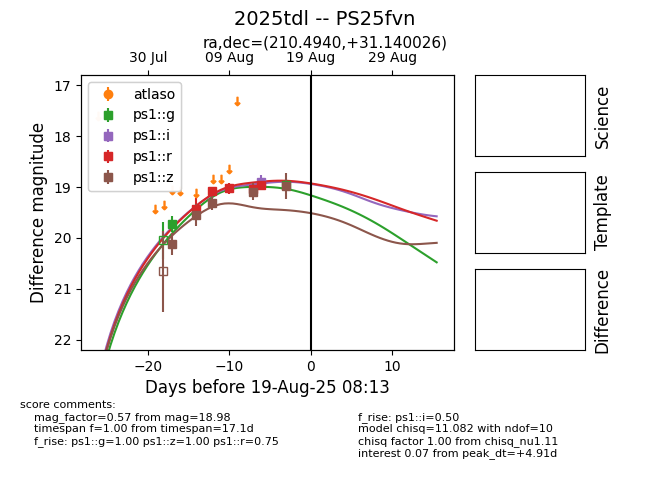 2025tdl -- PS25fvn
ra,dec=(210.4940,+31.140026)
30 Jul
09 Aug
19 Aug
29 Aug
17
18
19
20
21
22
Difference magnitude
atlaso
ps1::g
ps1::i
ps1::r
ps1::z
−20
−10
0
10
Days before 19-Aug-25 08:13
Science
Template
Difference
score comments:
mag_factor=0.57 from mag=18.98
timespan f=1.00 from timespan=17.1d
f_rise: ps1::g=1.00 ps1::z=1.00 ps1::r=0.75
f_rise: ps1::i=0.50
model chisq=11.082 with ndof=10
chisq factor 1.00 from chisq_nu1.11
interest 0.07 from peak_dt=+4.91d